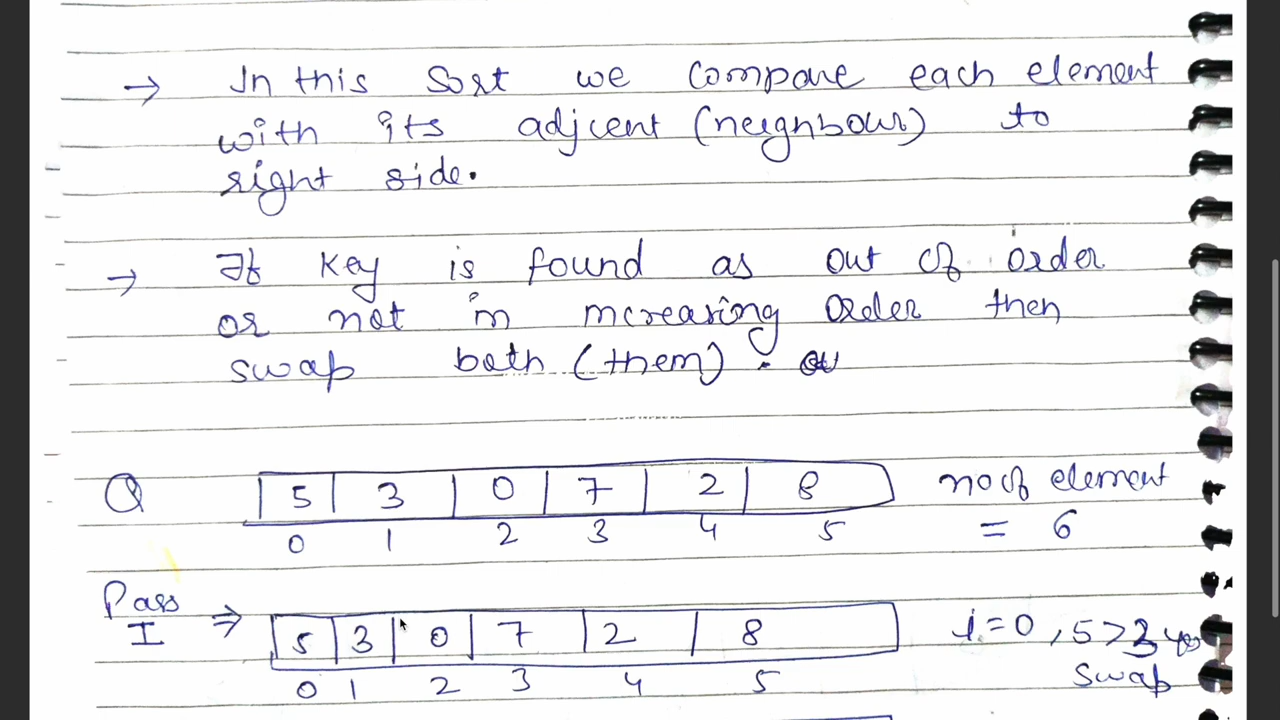 → In this Sort we compare each element
with its adjcent (neighbour) to
right side.
→ If key is found as out of order
or not in increasing order then
swap both (them).
Q 5 3 0 7 2 8 no of element
0 1 2 3 4 5 = 6
Pass
I ⇒ 5 3 0 7 2 8 i=0, 5>3 yes
0 1 2 3 4 5 swap